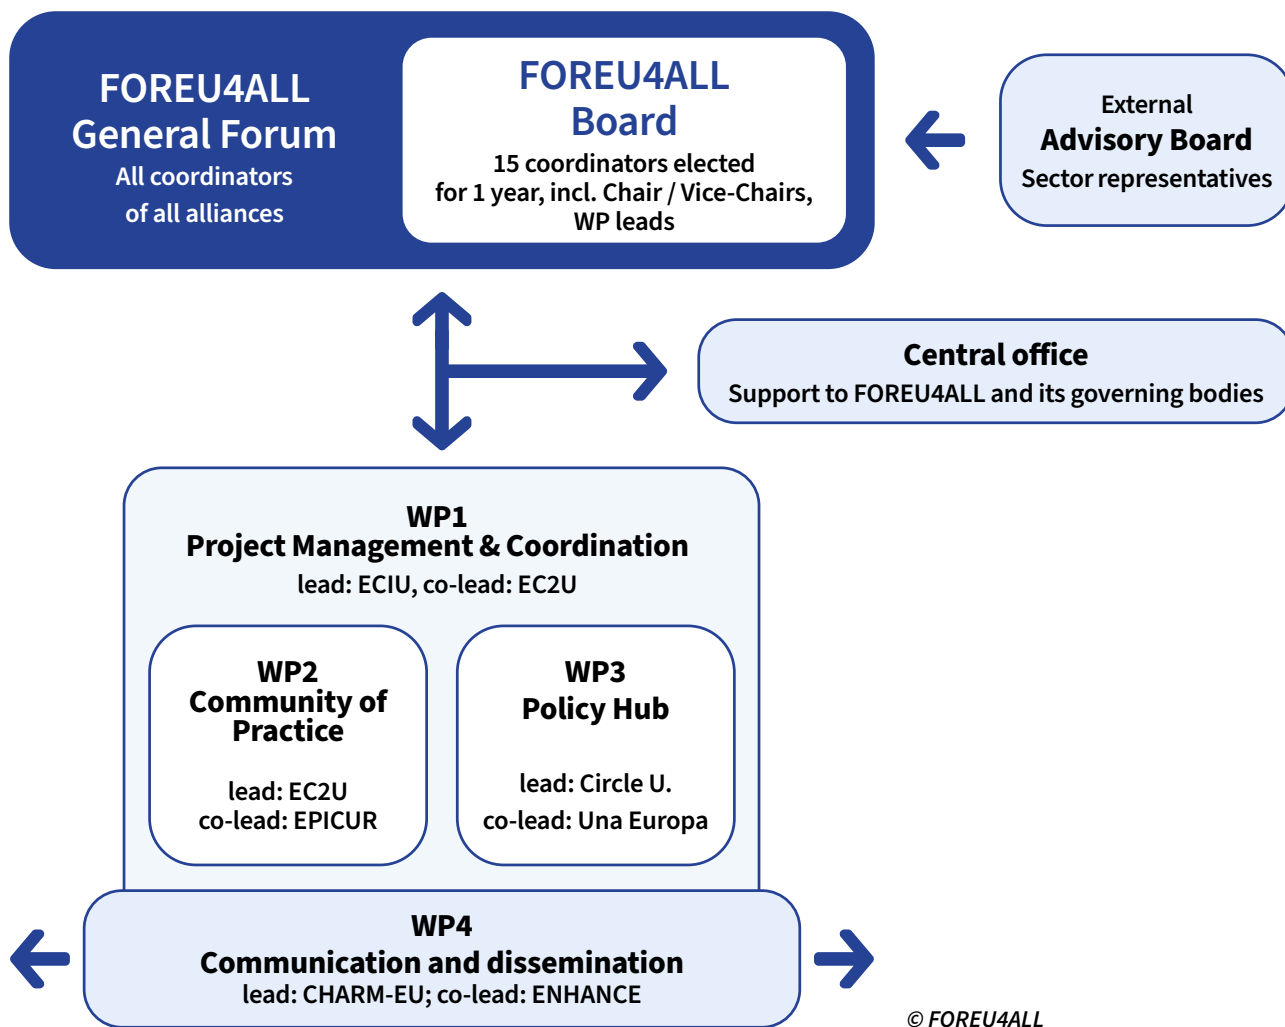 FOREU4ALL
General Forum
All coordinators
of all alliances
FOREU4ALL
Board
15 coordinators elected
for 1 year, incl. Chair / Vice-Chairs,
WP leads
External
Advisory Board
Sector representatives
Central office
Support to FOREU4ALL and its governing bodies
WP1
Project Management & Coordination
lead: ECIU, co-lead: EC2U
WP2
Community of
Practice
lead: EC2U
co-lead: EPICUR
WP3
Policy Hub
lead: Circle U.
co-lead: Una Europa
WP4
Communication and dissemination
lead: CHARM-EU; co-lead: ENHANCE
© FOREU4ALL